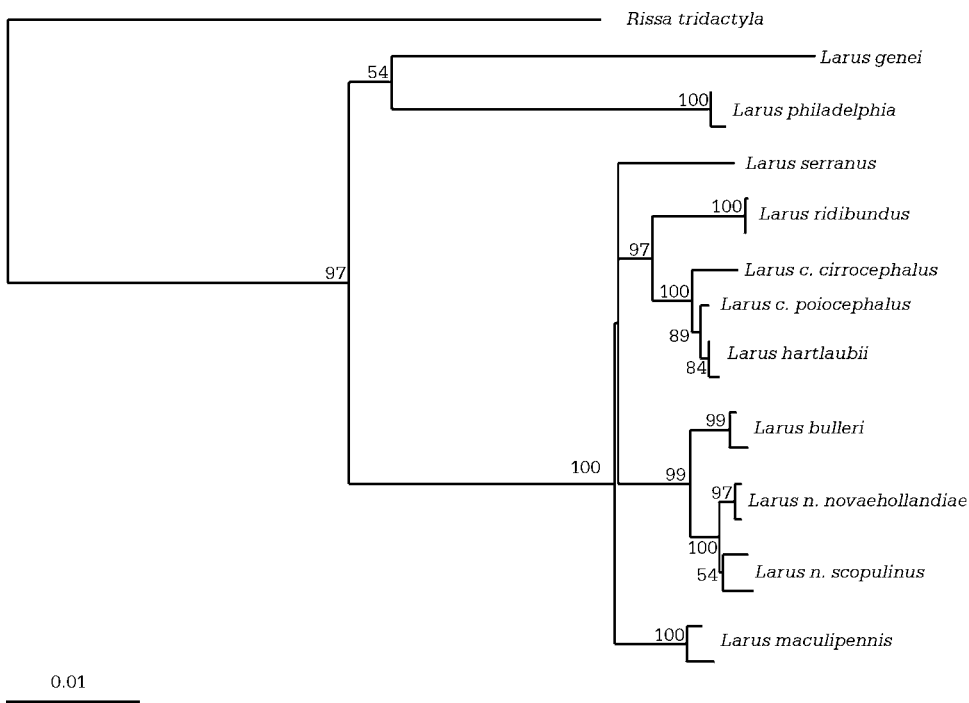 Rissa tridactyla
54
Larus genei
100
Larus philadelphia
Larus serranus
100
Larus ridibundus
97
97
Larus c. cirrocephalus
100
Larus c. poiocephalus
89
Larus hartlaubii
84
99
Larus bulleri
100
99
97
Larus n. novaehollandiae
100
54
Larus n. scopulinus
100
Larus maculipennis
0.01